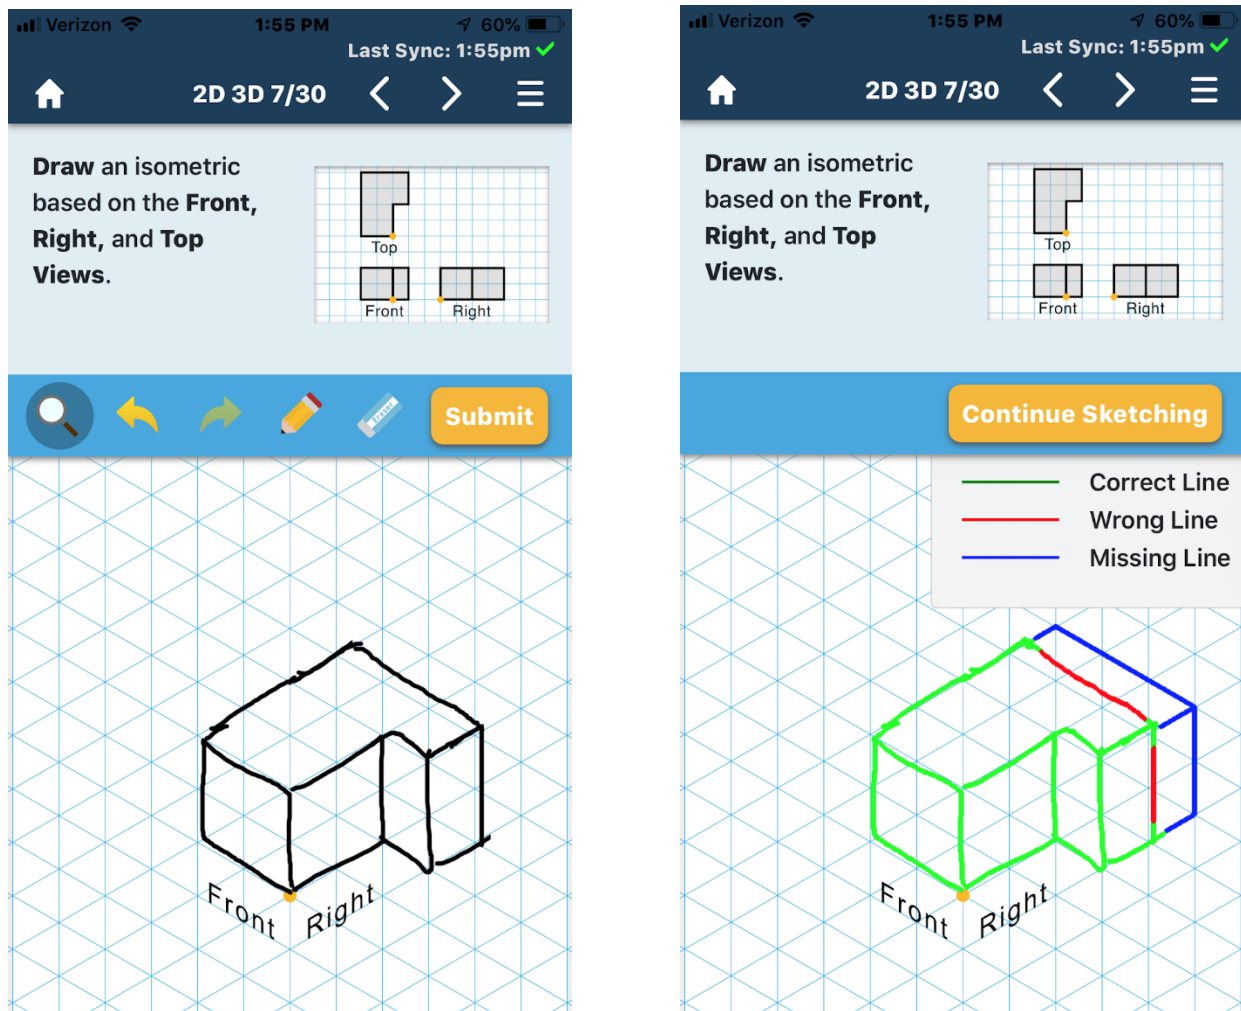 Verizon 1:55 PM 60%
Last Sync: 1:55pm
2D 3D 7/30
Draw an isometric
based on the Front,
Right, and Top
Views.
Top
Front Right
Eraser
Submit
Front Right
Verizon 1:55 PM 60%
Last Sync: 1:55pm
2D 3D 7/30
Draw an isometric
based on the Front,
Right, and Top
Views.
Top
Front Right
Continue Sketching
Correct Line
Wrong Line
Missing Line
Front Right